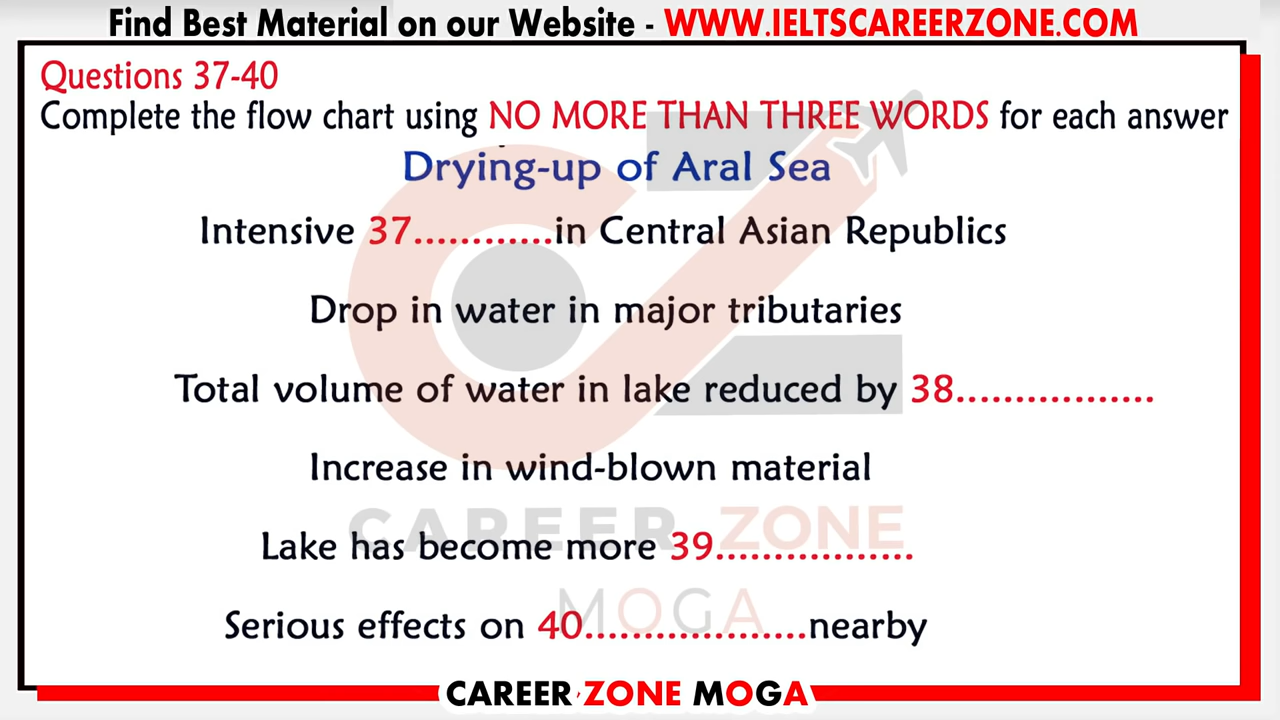 Find Best Material on our Website - WWW.IELTSCAREERZONE.COM
Questions 37-40
Complete the flow chart using NO MORE THAN THREE WORDS for each answer
Drying-up of Aral Sea
Intensive 37............in Central Asian Republics
Drop in water in major tributaries
Total volume of water in lake reduced by 38.................
Increase in wind-blown material
CAREER ZONE
Lake has become more 39.................
MOGA
Serious effects on 40...................nearby
CAREER ZONE MOGA